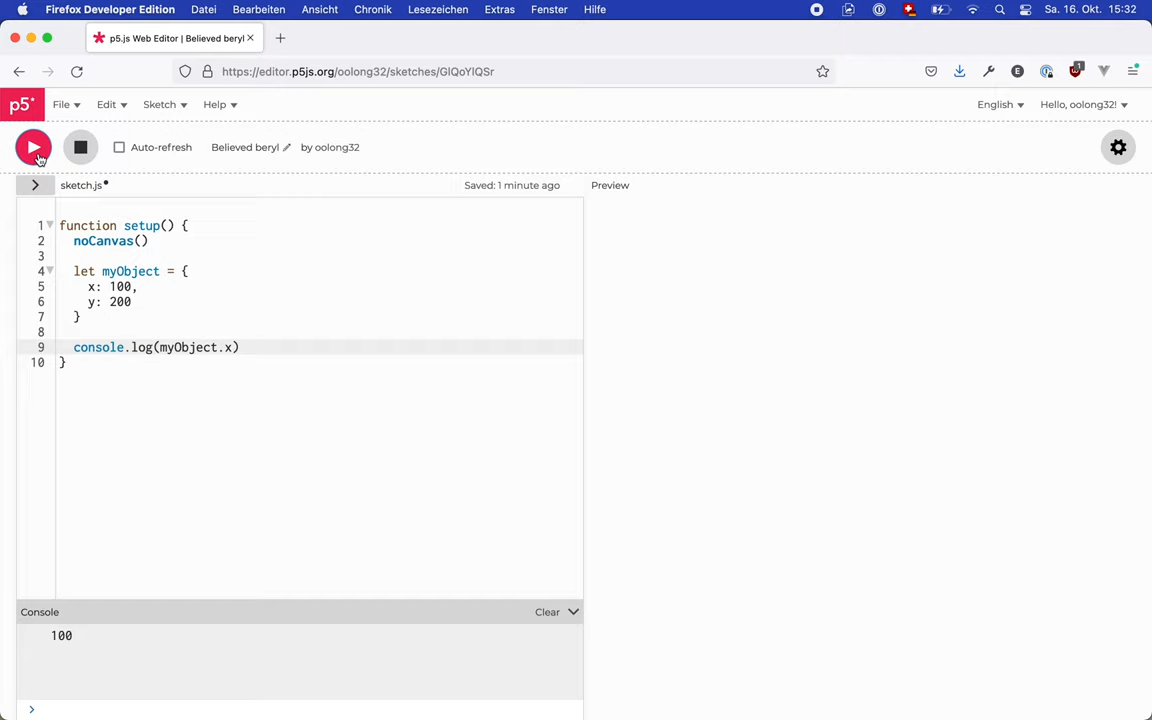 Firefox Developer Edition Datei Bearbeiten Ansicht Chronik Lesezeichen Extras Fenster Hilfe Sa. 16. Okt. 15:32
p5.js Web Editor | Believed beryl
https://editor.p5js.org/oolong32/sketches/GlQoYlQSr
1
p5* File Edit Sketch Help English Hello, oolong32!
Auto-refresh Believed beryl by oolong32
sketch.js Saved: 1 minute ago Preview
1 function setup() {
2 noCanvas()
3
4 let myObject = {
5 x: 100,
6 y: 200
7 }
8
9 console.log(myObject.x)
10 }
Console Clear
100